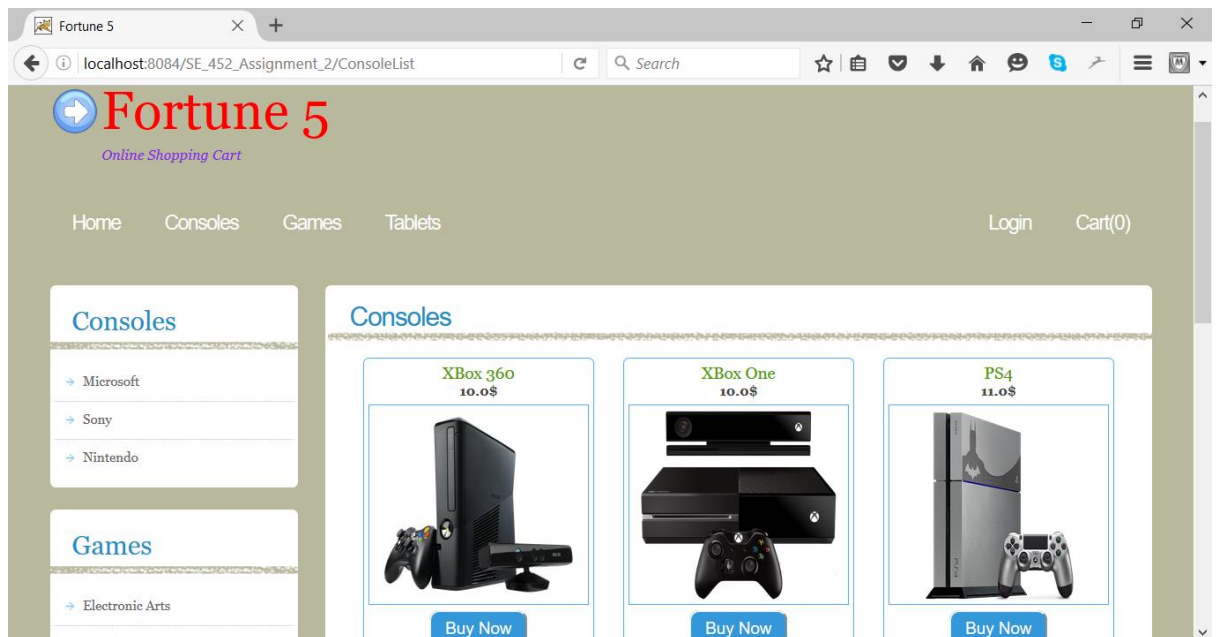 Fortune 5
localhost:8084/SE_452_Assignment_2/ConsoleList
Search
Fortune 5
Online Shopping Cart
Home Consoles Games Tablets Login Cart(0)
Consoles
Microsoft
Sony
Nintendo
Games
Electronic Arts
Consoles
XBox 360
10.0$
Buy Now
XBox One
10.0$
Buy Now
PS4
11.0$
Buy Now